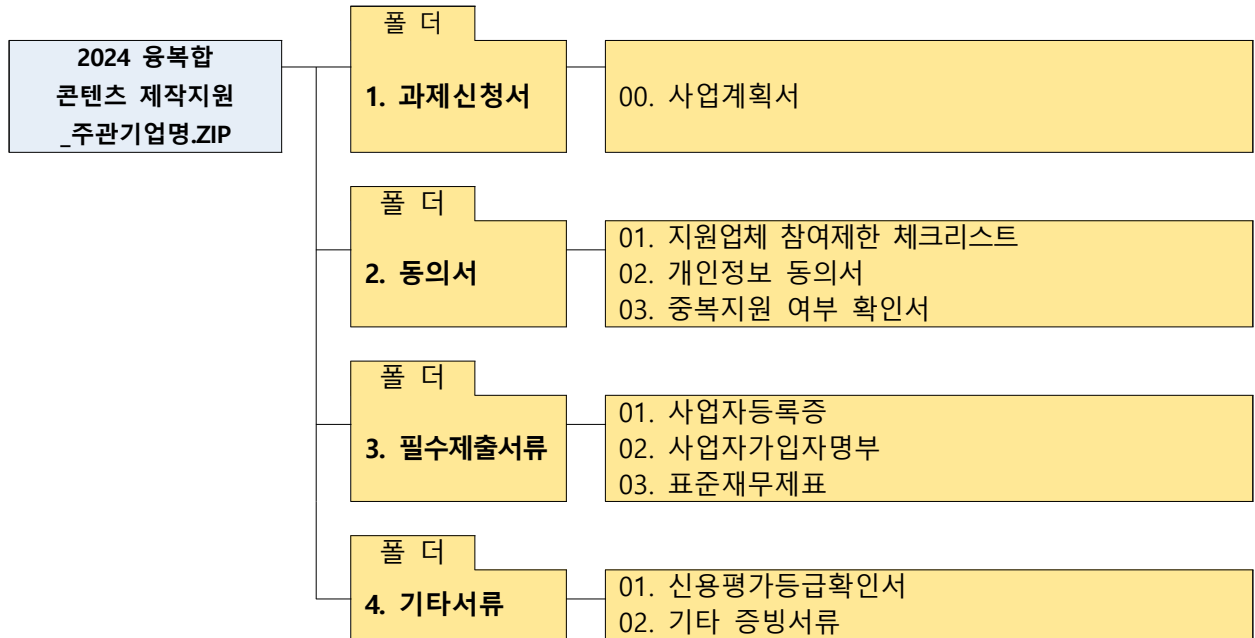 2024 융복합
콘텐츠 제작지원
_주관기업명.ZIP
폴 더
1. 과제신청서
00. 사업계획서
폴 더
2. 동의서
01. 지원업체 참여제한 체크리스트
02. 개인정보 동의서
03. 중복지원 여부 확인서
폴 더
3. 필수제출서류
01. 사업자등록증
02. 사업자가입자명부
03. 표준재무제표
폴 더
4. 기타서류
01. 신용평가등급확인서
02. 기타 증빙서류